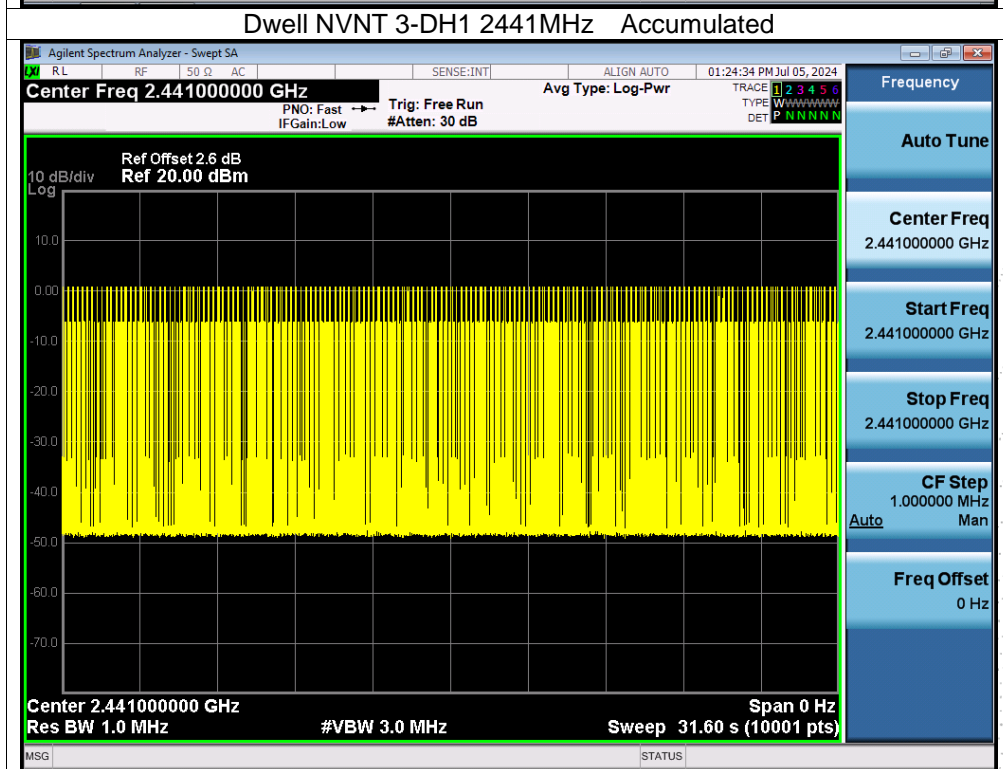 Dwell NVNT 3-DH1 2441MHz Accumulated
Agilent Spectrum Analyzer - Swept SA
LXI RL RF 50 Ω AC SENSE:INT ALIGN AUTO 01:24:34 PM Jul 05, 2024
Center Freq 2.441000000 GHz
PNO: Fast
IFGain:Low
Trig: Free Run
#Atten: 30 dB
Avg Type: Log-Pwr
TRACE 1 2 3 4 5 6
TYPE WWWWWWW
DET P N N N N N
Ref Offset 2.6 dB
10 dB/div Ref 20.00 dBm
Log
10.0
0.00
-10.0
-20.0
-30.0
-40.0
-50.0
-60.0
-70.0
Center 2.441000000 GHz Span 0 Hz
Res BW 1.0 MHz #VBW 3.0 MHz Sweep 31.60 s (10001 pts)
MSG STATUS
Frequency
Auto Tune
Center Freq
2.441000000 GHz
Start Freq
2.441000000 GHz
Stop Freq
2.441000000 GHz
CF Step
1.000000 MHz
Auto Man
Freq Offset
0 Hz